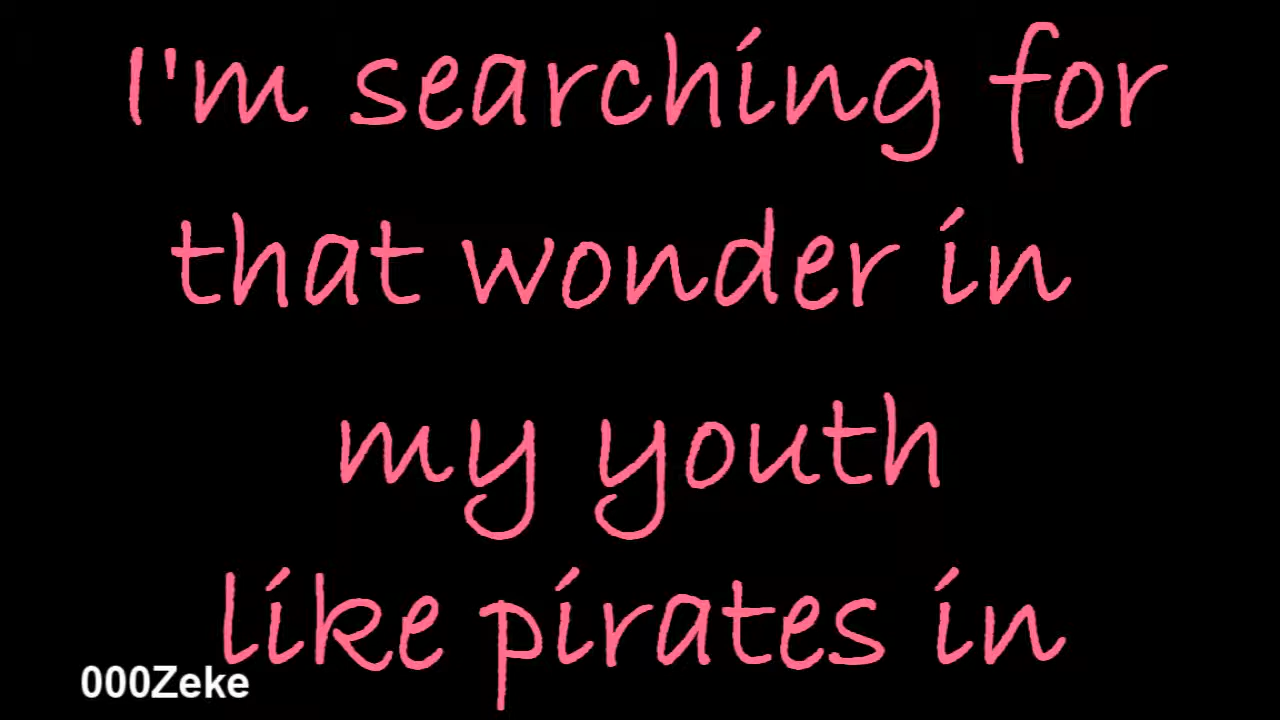 I'm searching for
that wonder in
my youth
like pirates in
000Zeke